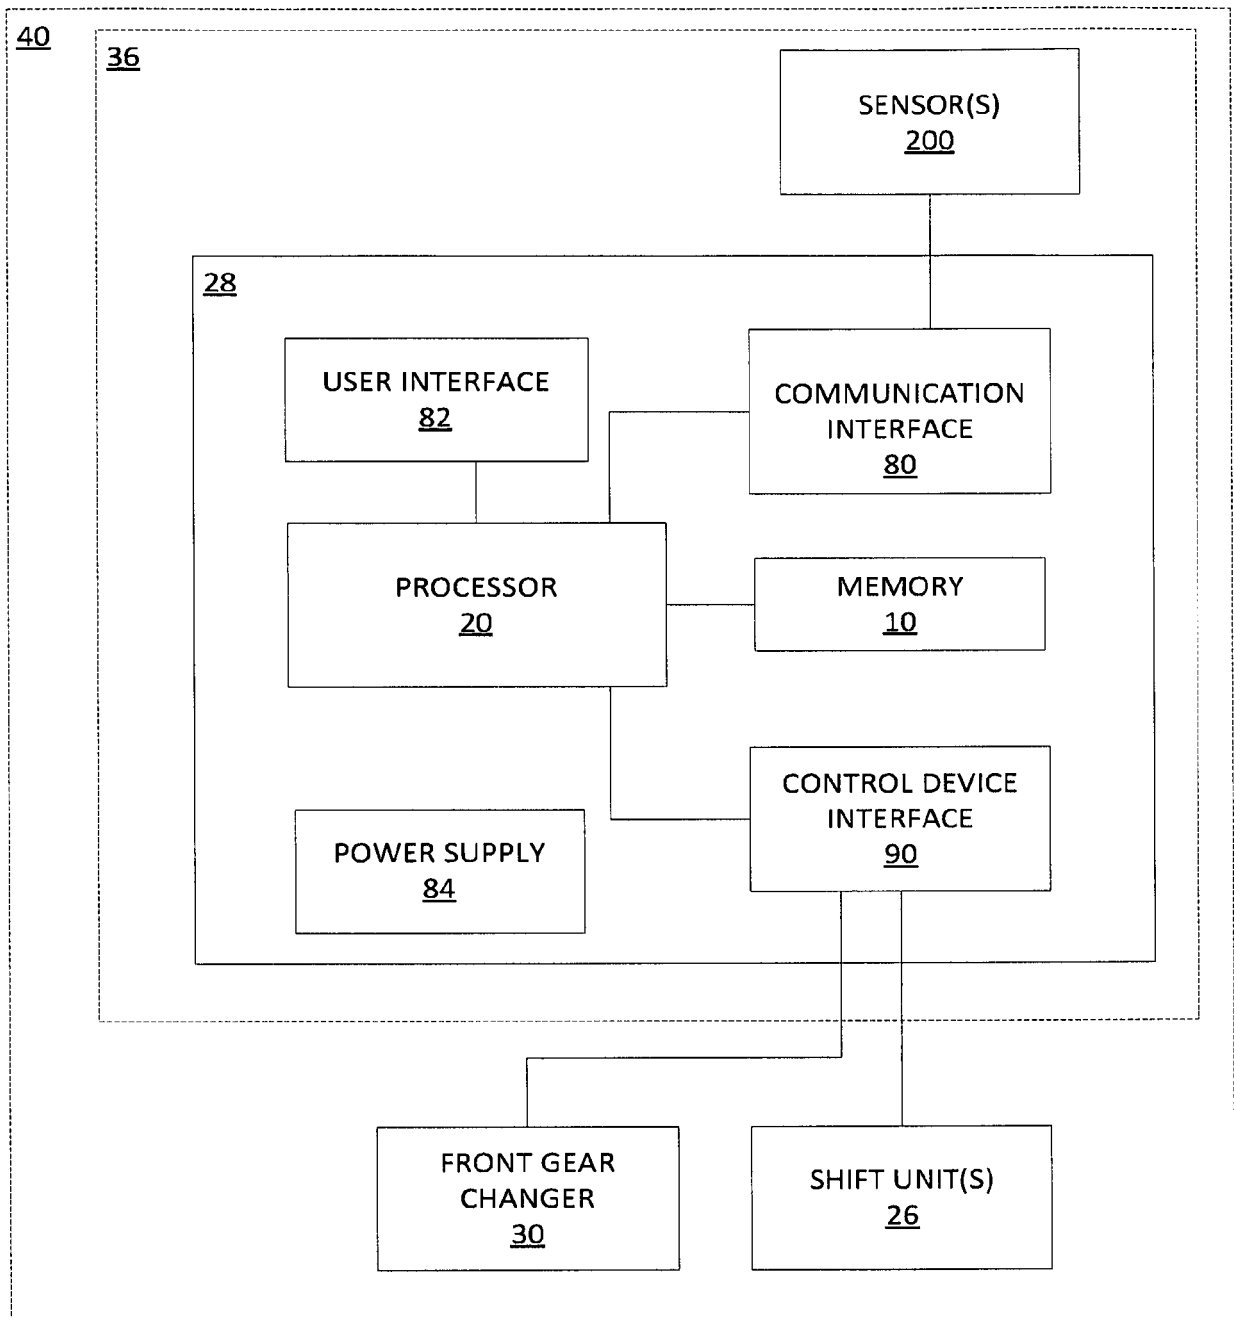 40
36
SENSOR(S)
200
28
USER INTERFACE
82
COMMUNICATION
INTERFACE
80
PROCESSOR
20
MEMORY
10
CONTROL DEVICE
INTERFACE
90
POWER SUPPLY
84
FRONT GEAR
CHANGER
30
SHIFT UNIT(S)
26